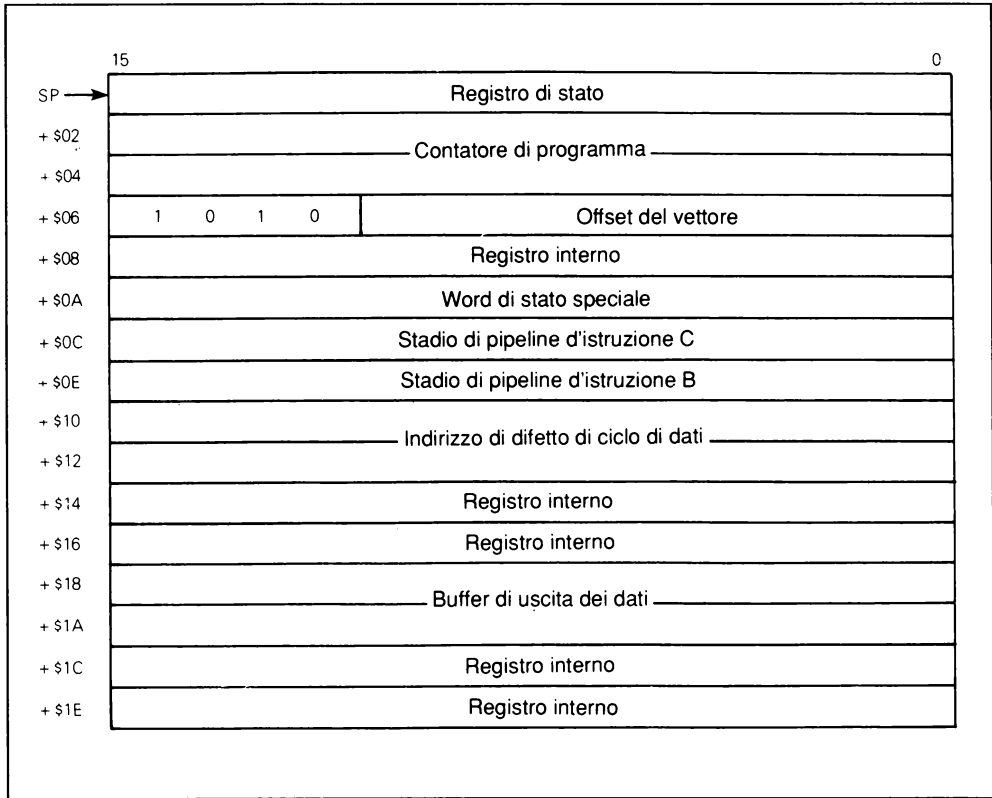 15 0
SP Registro di stato
+ $02
Contatore di programma
+ $04
+ $06 1 0 1 0 Offset del vettore
+ $08 Registro interno
+ $0A Word di stato speciale
+ $0C Stadio di pipeline d'istruzione C
+ $0E Stadio di pipeline d'istruzione B
+ $10
Indirizzo di difetto di ciclo di dati
+ $12
+ $14 Registro interno
+ $16 Registro interno
+ $18
Buffer di uscita dei dati
+ $1A
+ $1C Registro interno
+ $1E Registro interno